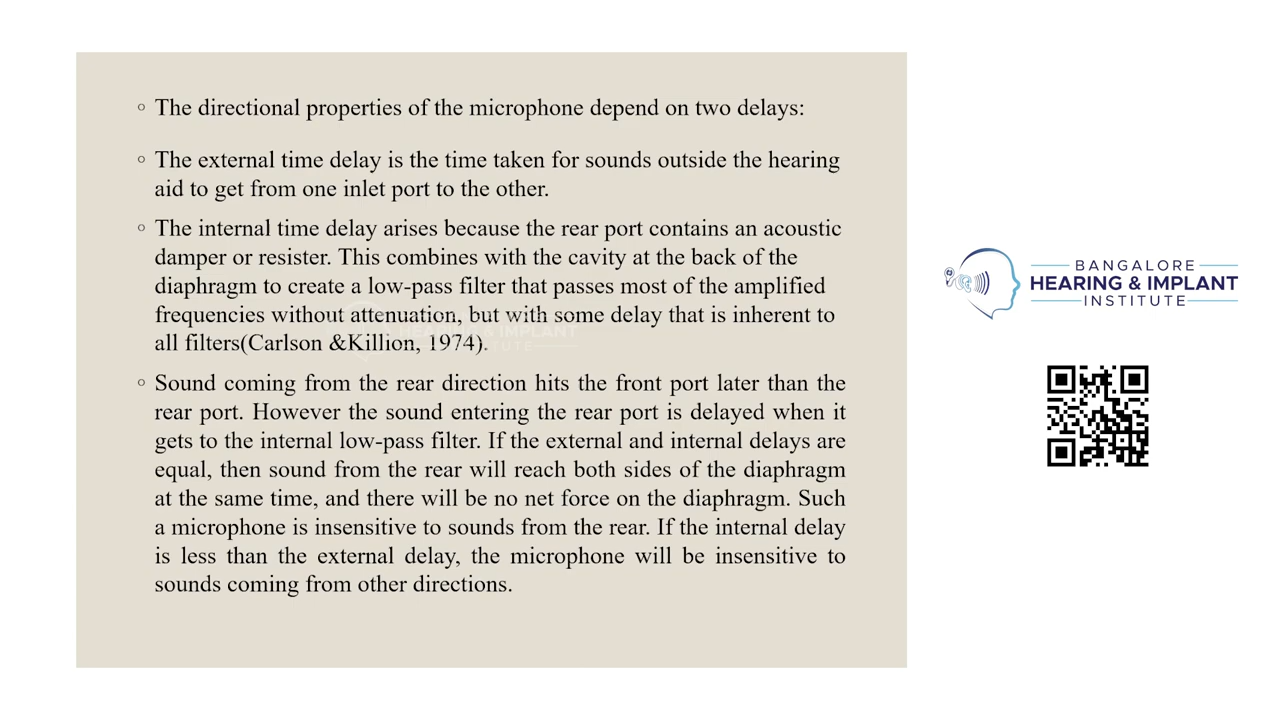 ◦ The directional properties of the microphone depend on two delays:
◦ The external time delay is the time taken for sounds outside the hearing
aid to get from one inlet port to the other.
◦ The internal time delay arises because the rear port contains an acoustic
damper or resister. This combines with the cavity at the back of the
diaphragm to create a low-pass filter that passes most of the amplified
frequencies without attenuation, but with some delay that is inherent to
all filters(Carlson &Killion, 1974).
◦ Sound coming from the rear direction hits the front port later than the
rear port. However the sound entering the rear port is delayed when it
gets to the internal low-pass filter. If the external and internal delays are
equal, then sound from the rear will reach both sides of the diaphragm
at the same time, and there will be no net force on the diaphragm. Such
a microphone is insensitive to sounds from the rear. If the internal delay
is less than the external delay, the microphone will be insensitive to
sounds coming from other directions.
HEARING & IMPLANT
BANGALORE
HEARING & IMPLANT
INSTITUTE